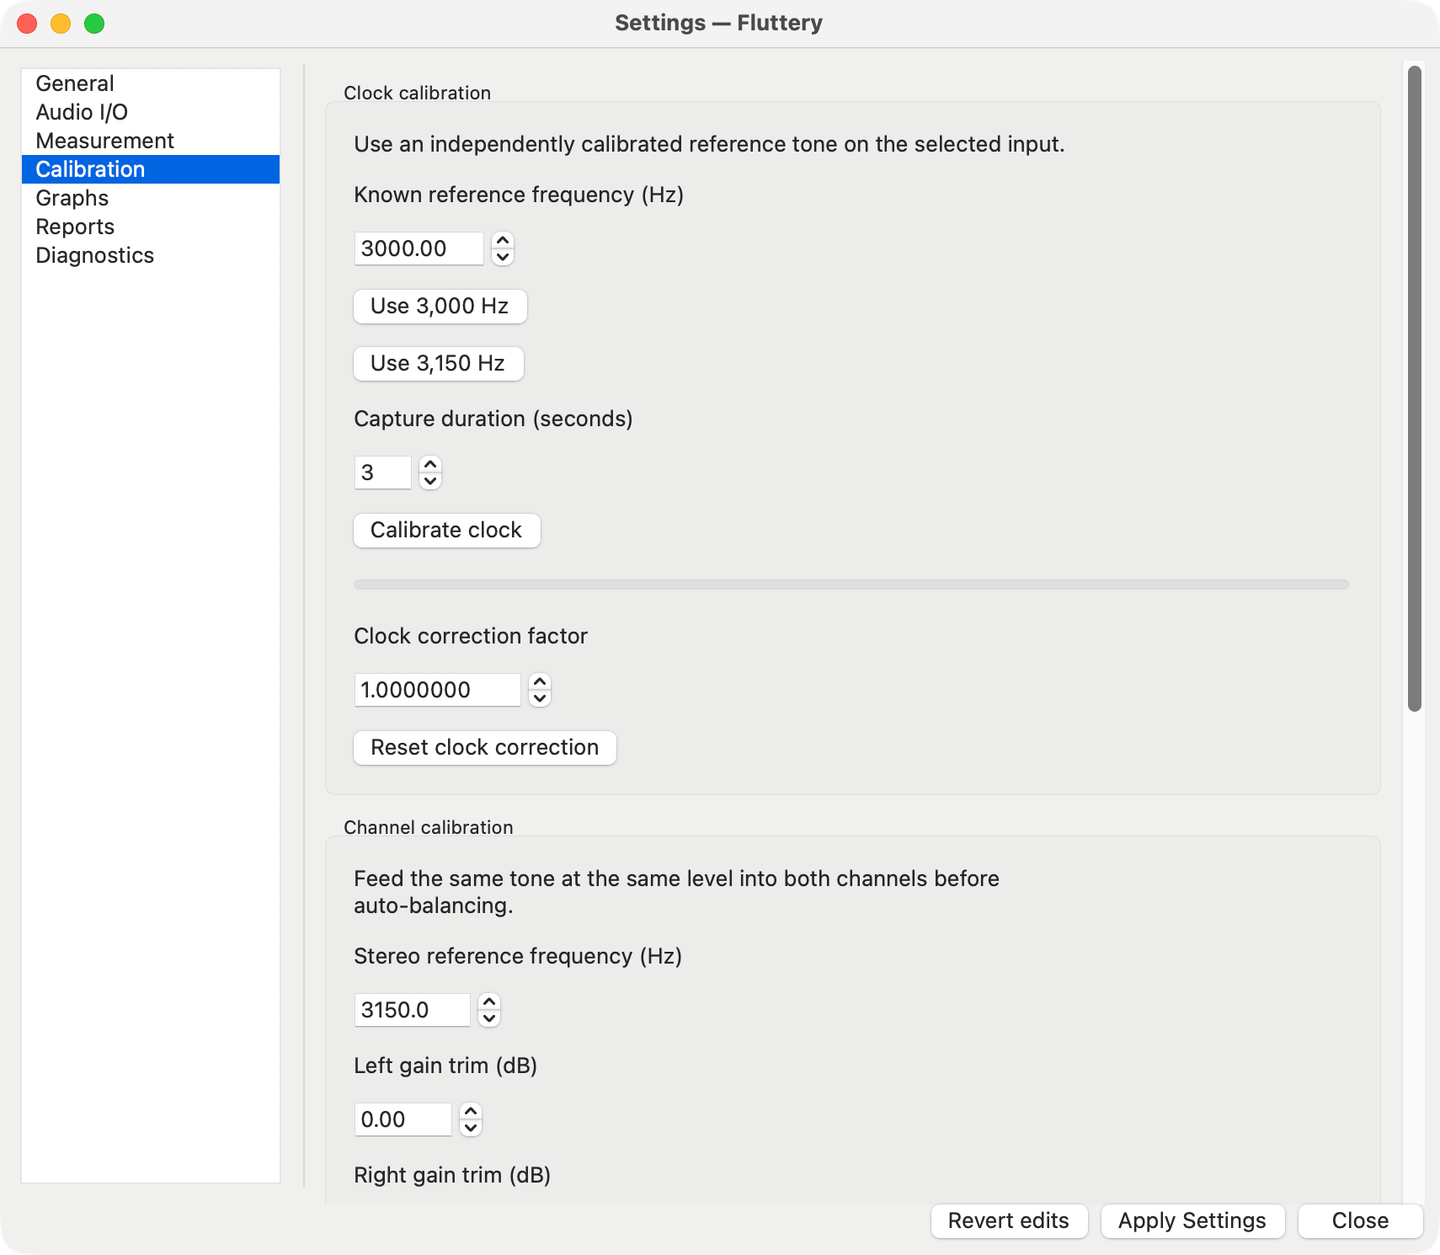 Settings — Fluttery
General
Audio I/O
Measurement
Calibration
Graphs
Reports
Diagnostics
Clock calibration
Use an independently calibrated reference tone on the selected input.
Known reference frequency (Hz)
3000.00
Use 3,000 Hz
Use 3,150 Hz
Capture duration (seconds)
3
Calibrate clock
Clock correction factor
1.0000000
Reset clock correction
Channel calibration
Feed the same tone at the same level into both channels before
auto-balancing.
Stereo reference frequency (Hz)
3150.0
Left gain trim (dB)
0.00
Right gain trim (dB)
Revert edits
Apply Settings
Close